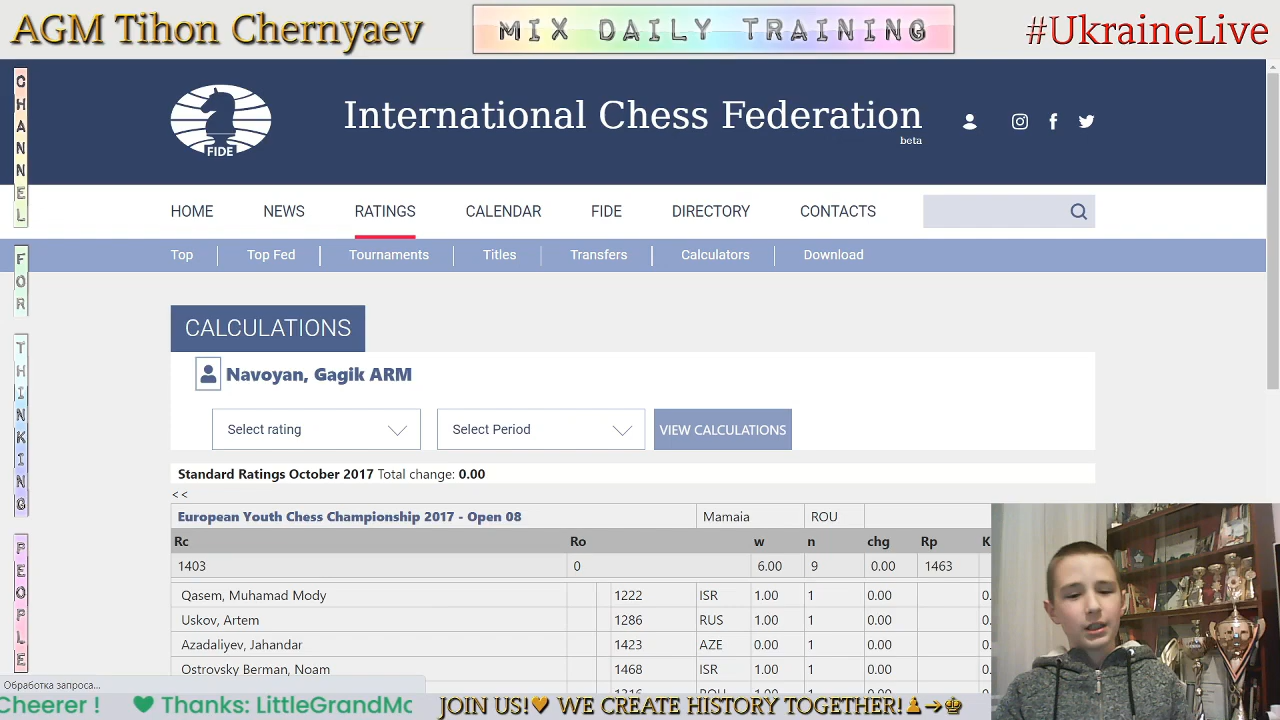 AGM Tihon Chernyaev
MIX DAILY TRAINING
#UkraineLive
CHANNEL
FOR
THINKING
PEOPLE
FIDE
International Chess Federation
beta
HOME NEWS RATINGS CALENDAR FIDE DIRECTORY CONTACTS
Top Top Fed Tournaments Titles Transfers Calculators Download
CALCULATIONS
Navoyan, Gagik ARM
Select rating Select Period VIEW CALCULATIONS
Standard Ratings October 2017 Total change: 0.00
<<
European Youth Chess Championship 2017 - Open 08 Mamaia ROU
Rc Ro w n chg Rp K
1403 0 6.00 9 0.00 1463
Qasem, Muhamad Mody 1222 ISR 1.00 1 0.00 0.
Uskov, Artem 1286 RUS 1.00 1 0.00 0.
Azadaliyev, Jahandar 1423 AZE 0.00 1 0.00 0.
Ostrovsky Berman, Noam 1468 ISR 1.00 1 0.00 0.
Обработка запроса...
Cheerer ! Thanks: LittleGrandMa
JOIN US! WE CREATE HISTORY TOGETHER!